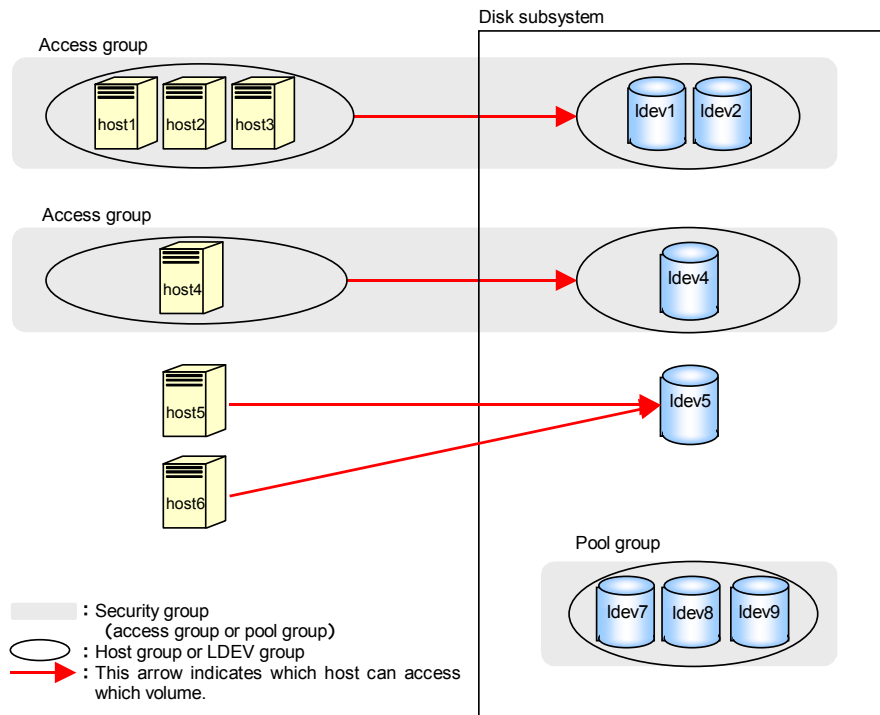 Disk subsystem
Access group
host1
host2
host3
ldev1
ldev2
Access group
host4
ldev4
host5
ldev5
host6
Pool group
ldev7
ldev8
ldev9
: Security group
(access group or pool group)
: Host group or LDEV group
: This arrow indicates which host can access
which volume.